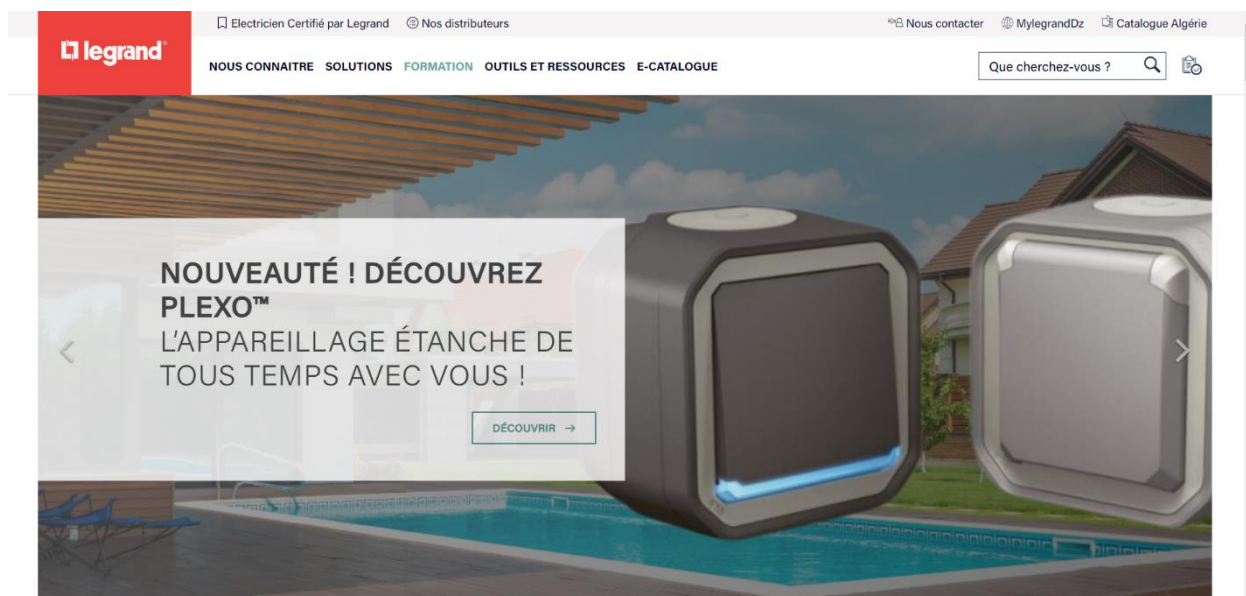 Electricien Certifié par Legrand Nos distributeurs Nous contacter MylegrandDz Catalogue Algérie
legrand®
NOUS CONNAITRE SOLUTIONS FORMATION OUTILS ET RESSOURCES E-CATALOGUE Que cherchez-vous ?
NOUVEAUTÉ ! DÉCOUVREZ
PLEXO™
L'APPAREILLAGE ÉTANCHE DE
TOUS TEMPS AVEC VOUS !
DÉCOUVRIR →